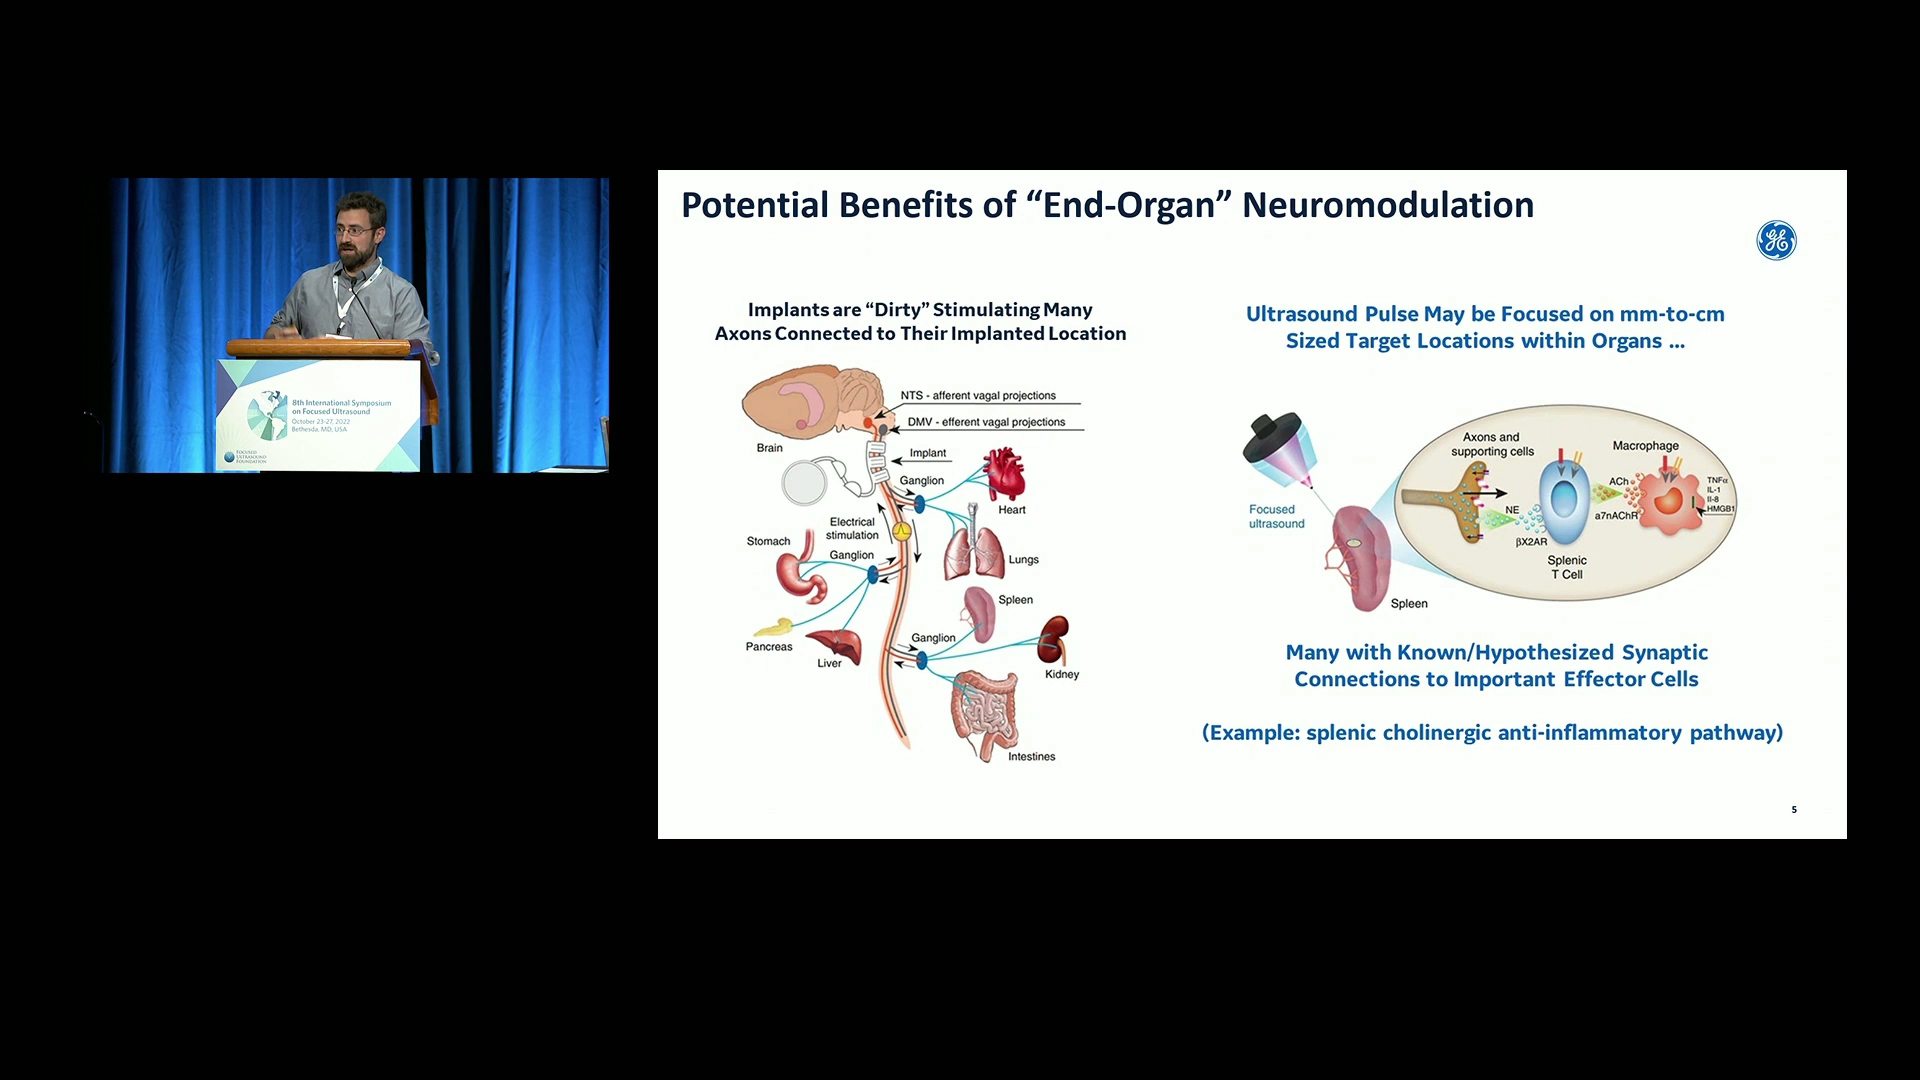 Potential Benefits of “End-Organ” Neuromodulation
GE
Implants are “Dirty” Stimulating Many
Axons Connected to Their Implanted Location
NTS - afferent vagal projections
DMV - efferent vagal projections
Brain
Implant
Ganglion
Heart
Electrical
stimulation
Stomach
Ganglion
Lungs
Spleen
Pancreas
Liver
Ganglion
Kidney
Intestines
Ultrasound Pulse May be Focused on mm-to-cm
Sized Target Locations within Organs ...
Axons and
supporting cells
Macrophage
ACh
TNFα
IL-1
Il-8
HMGB1
NE
a7nAChR
βX2AR
Focused
ultrasound
Splenic
T Cell
Spleen
Many with Known/Hypothesized Synaptic
Connections to Important Effector Cells
(Example: splenic cholinergic anti-inflammatory pathway)
5
8th International Symposium
on Focused Ultrasound
October 23-27, 2022
Bethesda, MD, USA
FOCUSED
ULTRASOUND
FOUNDATION